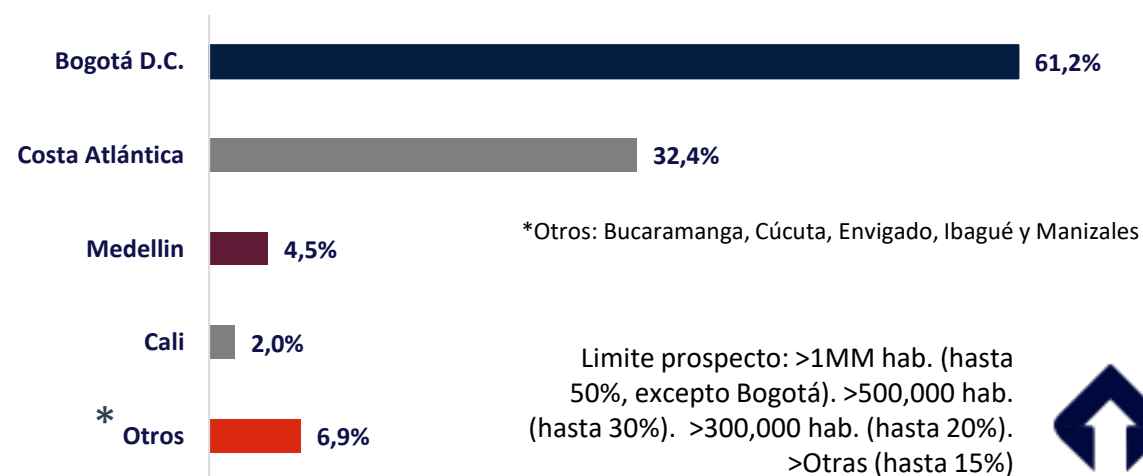 Bogotá D.C.
61,2%
Costa Atlántica
32,4%
Medellin
4,5%
*Otros: Bucaramanga, Cúcuta, Envigado, Ibagué y Manizales
Cali
2,0%
Limite prospecto: >1MM hab. (hasta
50%, excepto Bogotá). >500,000 hab.
(hasta 30%).  >300,000 hab. (hasta 20%).
>Otras (hasta 15%)
* Otros
6,9%